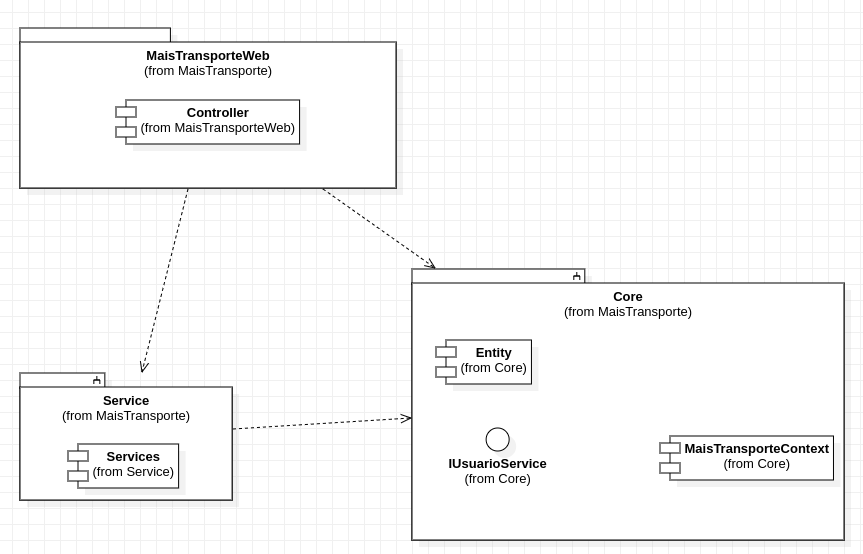 MaisTransporteWeb
(from MaisTransporte)
Controller
(from MaisTransporteWeb)
Core
(from MaisTransporte)
Entity
(from Core)
IUsuarioService
(from Core)
MaisTransporteContext
(from Core)
Service
(from MaisTransporte)
Services
(from Service)